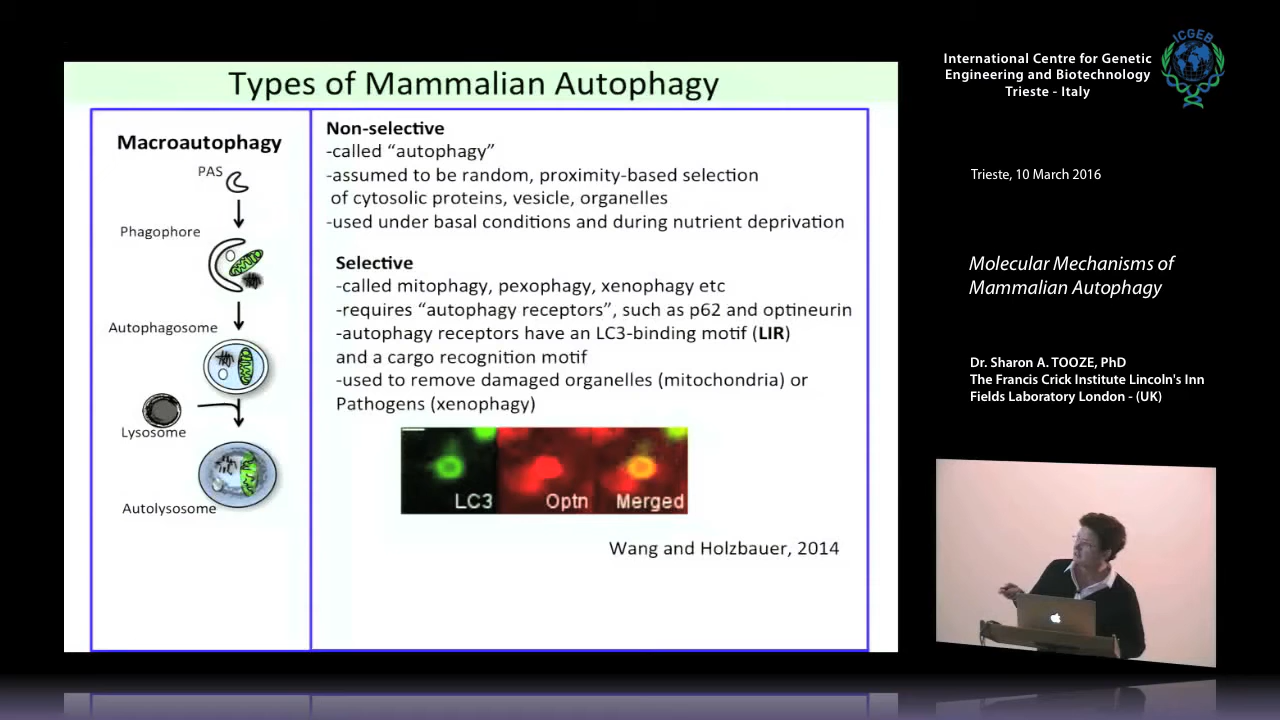 Types of Mammalian Autophagy
Macroautophagy
PAS
Phagophore
Autophagosome
Lysosome
Autolysosome
Non-selective
-called “autophagy”
-assumed to be random, proximity-based selection
of cytosolic proteins, vesicle, organelles
-used under basal conditions and during nutrient deprivation
Selective
-called mitophagy, pexophagy, xenophagy etc
-requires “autophagy receptors”, such as p62 and optineurin
-autophagy receptors have an LC3-binding motif (LIR)
and a cargo recognition motif
-used to remove damaged organelles (mitochondria) or
Pathogens (xenophagy)
LC3
Optn
Merged
Wang and Holzbauer, 2014
International Centre for Genetic
Engineering and Biotechnology
Trieste - Italy
ICGEB
Trieste, 10 March 2016
Molecular Mechanisms of
Mammalian Autophagy
Dr. Sharon A. TOOZE, PhD
The Francis Crick Institute Lincoln's Inn
Fields Laboratory London - (UK)